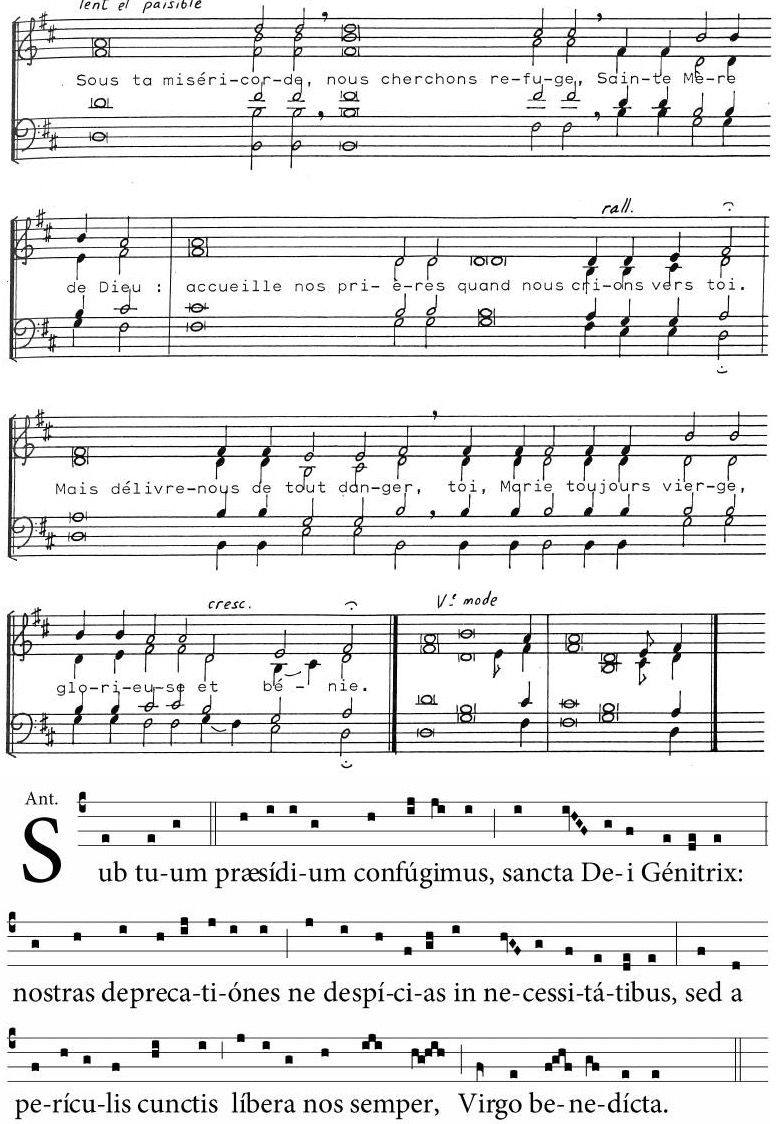 lent et paisible
Sous ta miséri-cor-de, nous cherchons re-fu-ge, Sain-te Mè-re
rall.
de Dieu : accueille nos pri- è-res quand nous cri-ons vers toi.
Mais délivre-nous de tout dan-ger, toi, Marie toujours vier-ge,
cresc. Vᵉ mode
glo-ri-eu-se et bé - nie.
Ant.
Sub tu-um præsídi-um confúgimus, sancta De-i Génitrix:
nostras depreca-ti-ónes ne despí-ci-as in ne-cessi-tá-tibus, sed a
pe-rícu-lis cunctis líbera nos semper, Virgo be-ne-dícta.